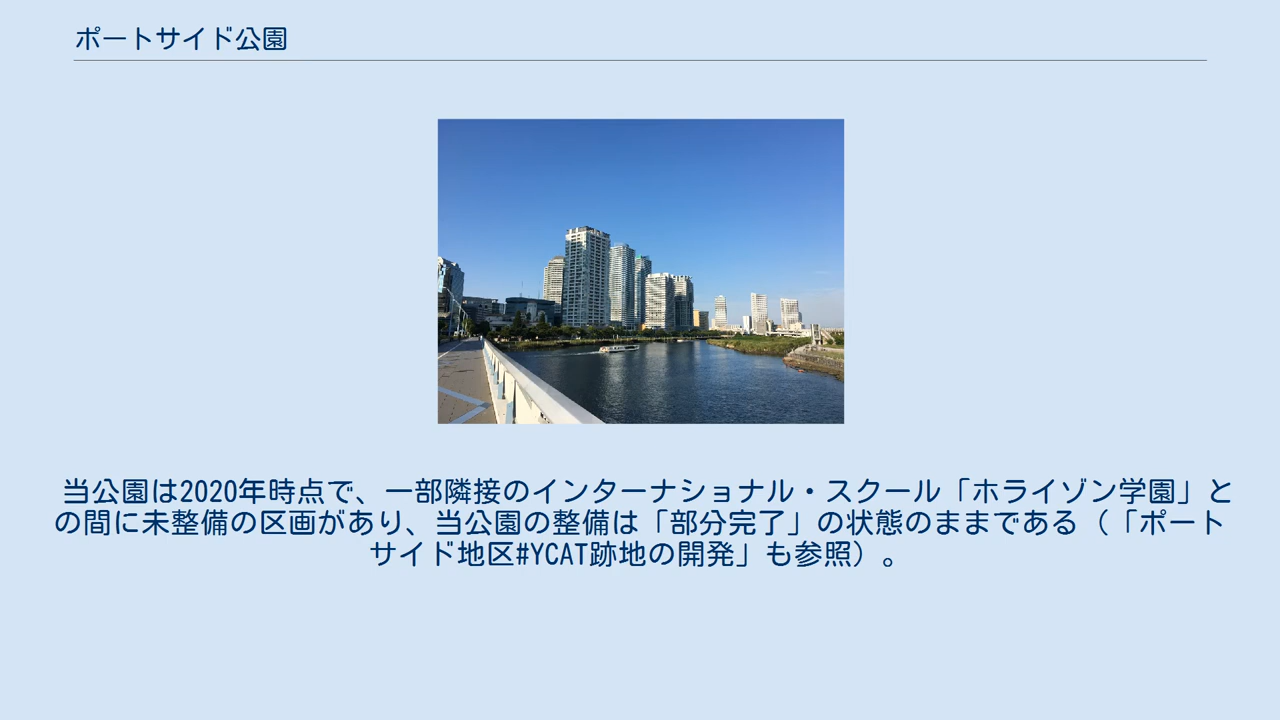 ポートサイド公園
当公園は2020年時点で、一部隣接のインターナショナル・スクール「ホライゾン学園」と
の間に未整備の区画があり、当公園の整備は「部分完了」の状態のままである（「ポート
サイド地区#YCAT跡地の開発」も参照）。